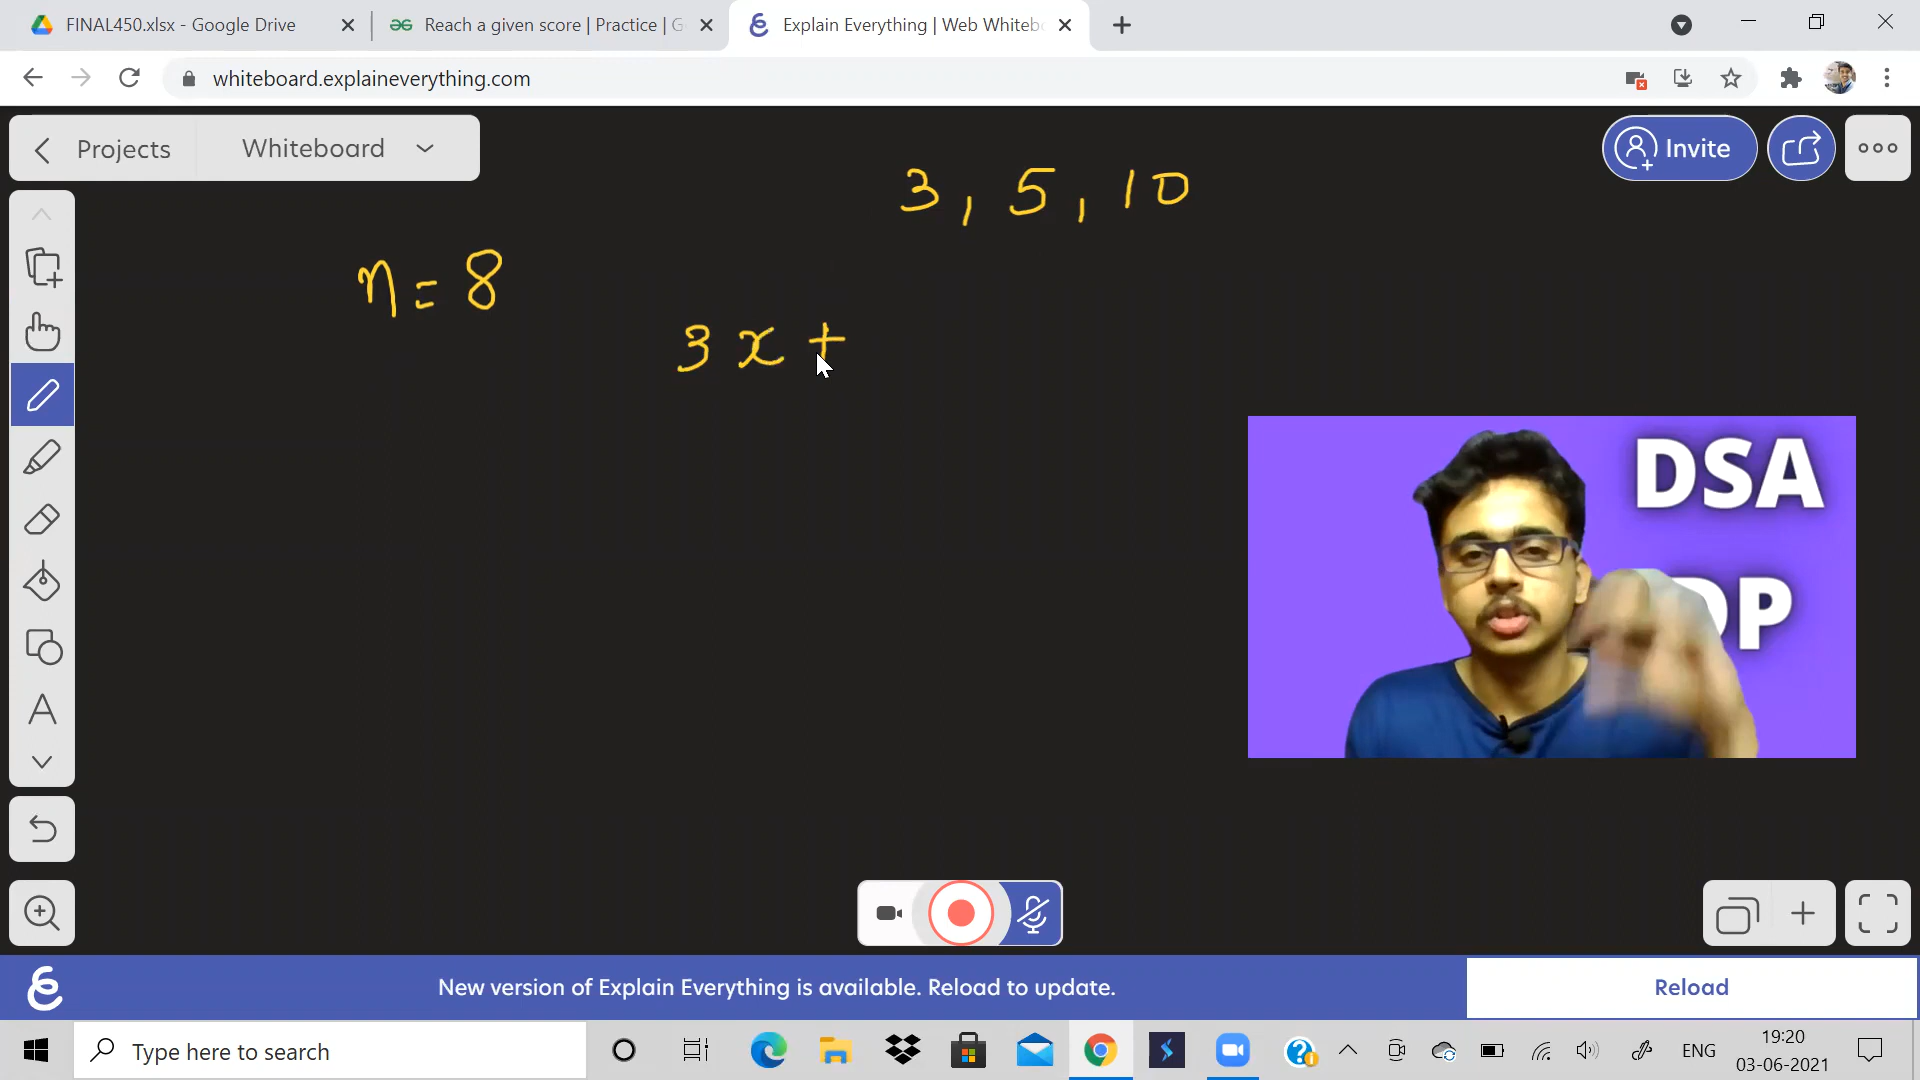 FINAL450.xlsx - Google Drive
Reach a given score | Practice | G
Explain Everything | Web Whitebo
whiteboard.explaineverything.com
Projects
Whiteboard
Invite
3, 5, 10
n = 8
3x +
DSA
DP
A
New version of Explain Everything is available. Reload to update.
Reload
Type here to search
ENG
19:20
03-06-2021